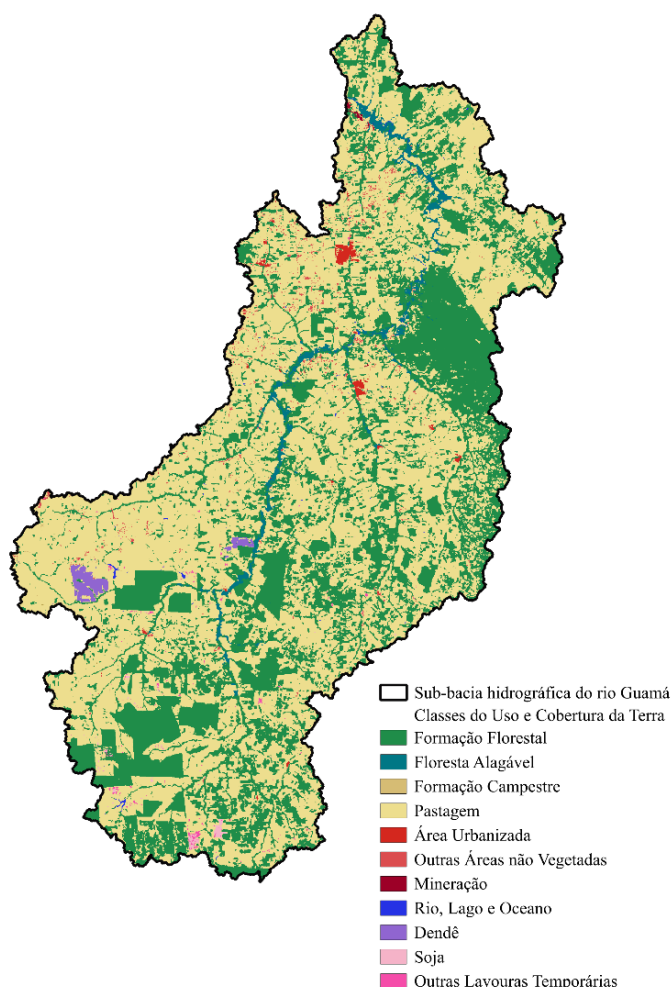 Sub-bacia hidrográfica do rio Guamá
Classes do Uso e Cobertura da Terra
Formação Florestal
Floresta Alagável
Formação Campestre
Pastagem
Área Urbanizada
Outras Áreas não Vegetadas
Mineração
Rio, Lago e Oceano
Dendê
Soja
Outras Lavouras Temporárias